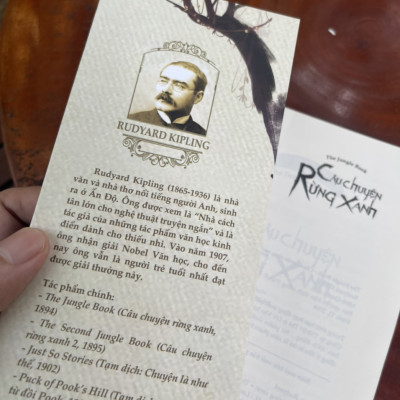 RUDYARD KIPLING
Rudyard Kipling (1865-1936) là nhà
văn và nhà thơ nổi tiếng người Anh, sinh
ra ở Ấn Độ. Ông được xem là "Nhà cách
tân lớn cho nghệ thuật truyện ngắn" và là
tác giả của những tác phẩm văn học kinh
điển dành cho thiếu nhi. Vào năm 1907,
ông nhận giải Nobel Văn học, cho đến
nay ông vẫn là người trẻ tuổi nhất đạt
được giải thưởng này.
Tác phẩm chính:
- The Jungle Book (Câu chuyện rừng xanh,
1894)
- The Second Jungle Book (Câu chuyện
rừng xanh 2, 1895)
- Just So Stories (Tạm dịch: Chuyện là như
thế, 1902)
- Puck of Pook's Hill (Tạm dị
từ đồi Pook,
The Jungle Book
Câu chuyện
RỪNG XANH